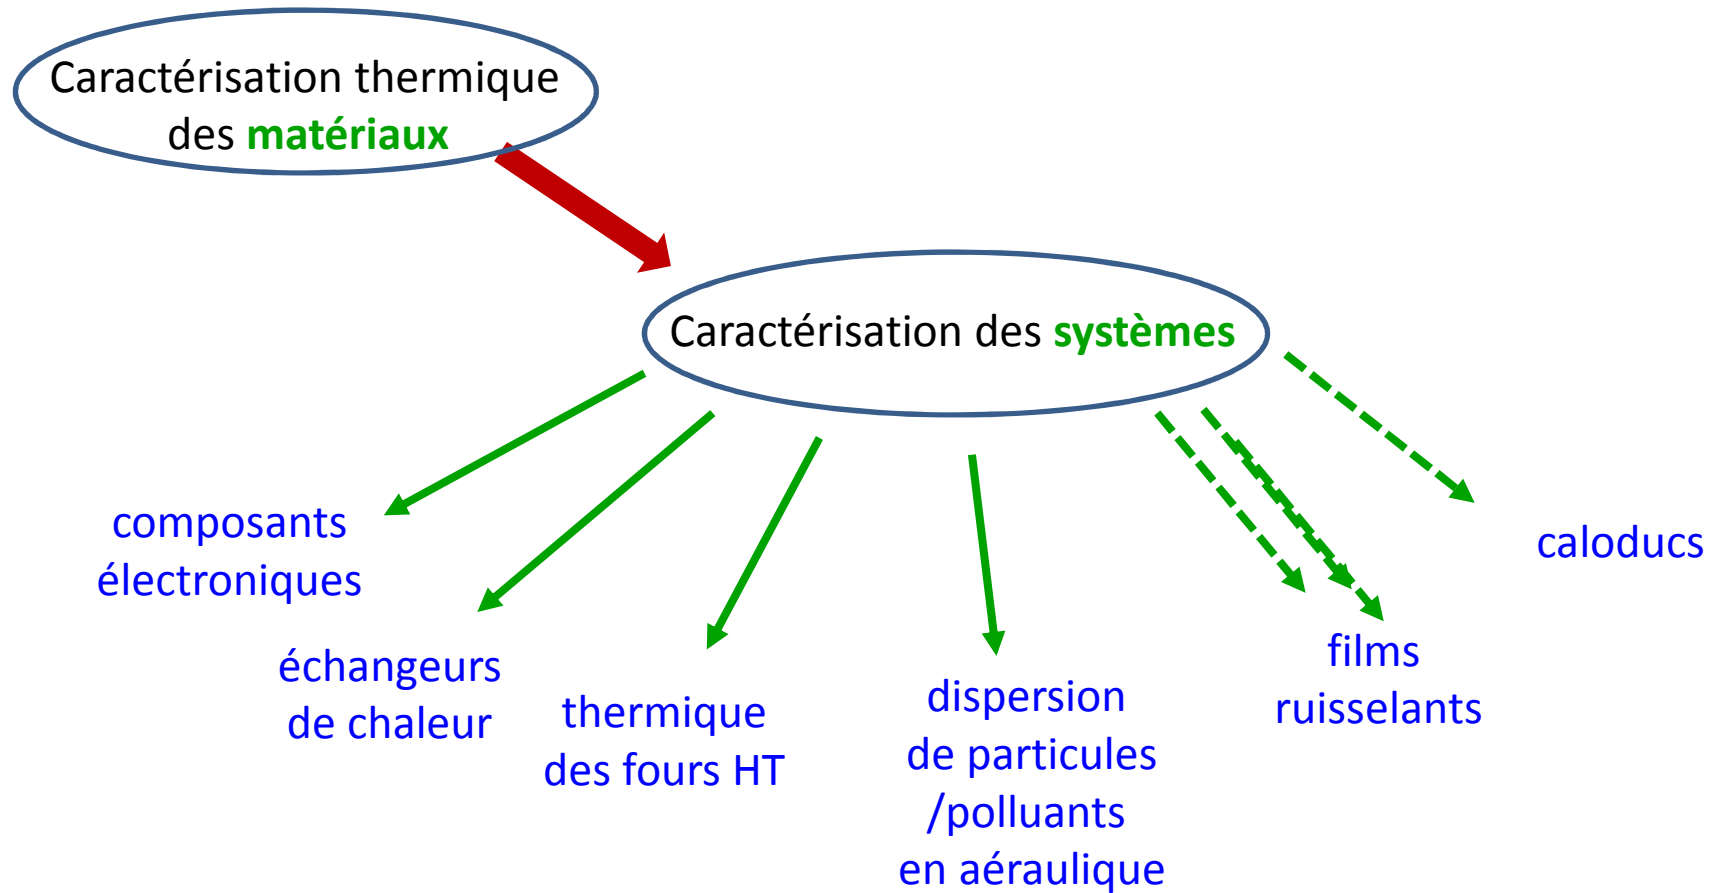 Caractérisation thermique
des matériaux
Caractérisation des systèmes
composants
électroniques
échangeurs
de chaleur
thermique
des fours HT
dispersion
de particules
/polluants
en aéraulique
films
ruisselants
caloducs